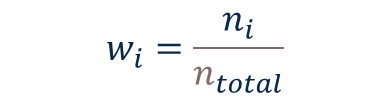 w_i = n_i / n_total